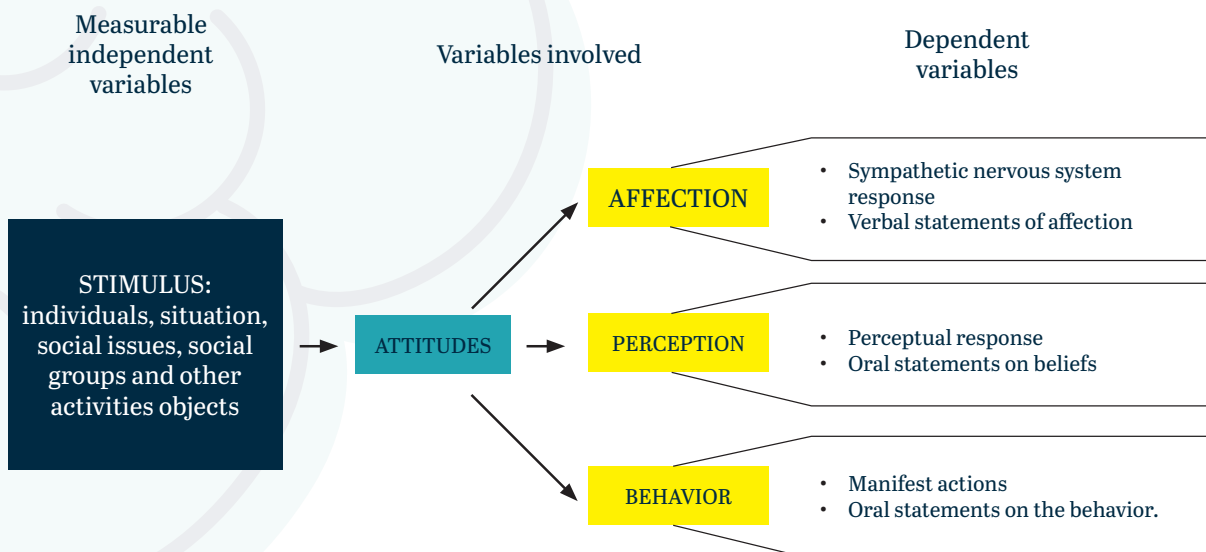 Measurable
independent
variables
Variables involved
Dependent
variables
STIMULUS:
individuals, situation,
social issues, social
groups and other
activities objects
ATTITUDES
AFFECTION
• Sympathetic nervous system
response
• Verbal statements of affection
PERCEPTION
• Perceptual response
• Oral statements on beliefs
BEHAVIOR
• Manifest actions
• Oral statements on the behavior.